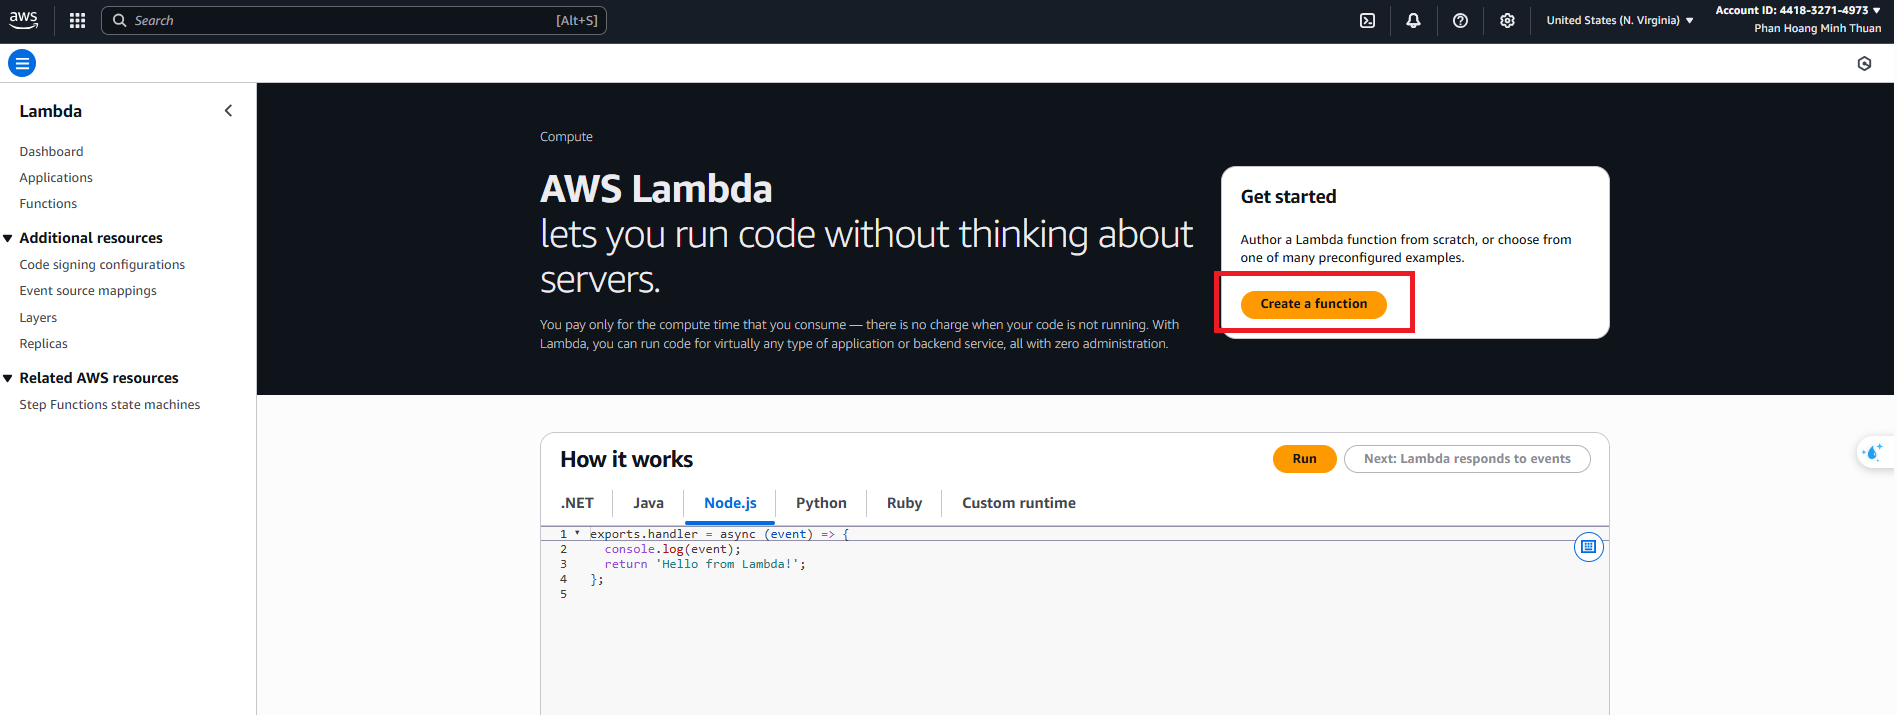 aws
Search
[Alt+S]
United States (N. Virginia)
Account ID: 4418-3271-4973
Phan Hoang Minh Thuan
Lambda
Dashboard
Applications
Functions
Additional resources
Code signing configurations
Event source mappings
Layers
Replicas
Related AWS resources
Step Functions state machines
Compute
AWS Lambda
lets you run code without thinking about
servers.
You pay only for the compute time that you consume — there is no charge when your code is not running. With
Lambda, you can run code for virtually any type of application or backend service, all with zero administration.
Get started
Author a Lambda function from scratch, or choose from
one of many preconfigured examples.
Create a function
How it works
Run
Next: Lambda responds to events
.NET
Java
Node.js
Python
Ruby
Custom runtime
1 exports.handler = async (event) => {
2 console.log(event);
3 return 'Hello from Lambda!';
4 };
5